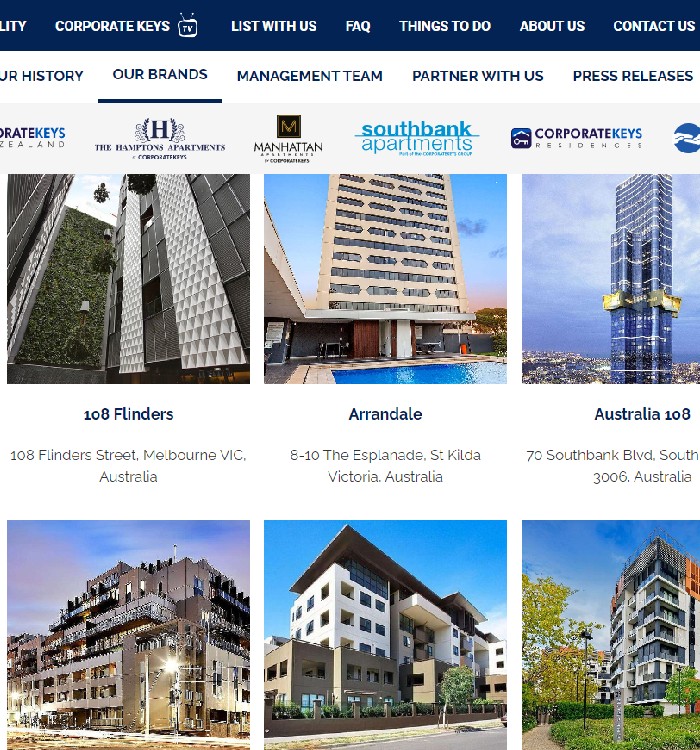 LITY CORPORATE KEYS TV LIST WITH US FAQ THINGS TO DO ABOUT US CONTACT US
UR HISTORY OUR BRANDS MANAGEMENT TEAM PARTNER WITH US PRESS RELEASES
ORATEKEYS
ZEALAND
H
THE HAMPTONS APARTMENTS
BY CORPORATEKEYS
M
MANHATTAN
APARTMENTS
BY CORPORATEKEYS
southbank
apartments
Part of the CORPORATEKEYS GROUP
CORPORATEKEYS
RESIDENCES
108 Flinders Arrandale Australia 108
108 Flinders Street, Melbourne VIC,
Australia
8-10 The Esplanade, St Kilda
Victoria, Australia
70 Southbank Blvd, South
3006, Australia